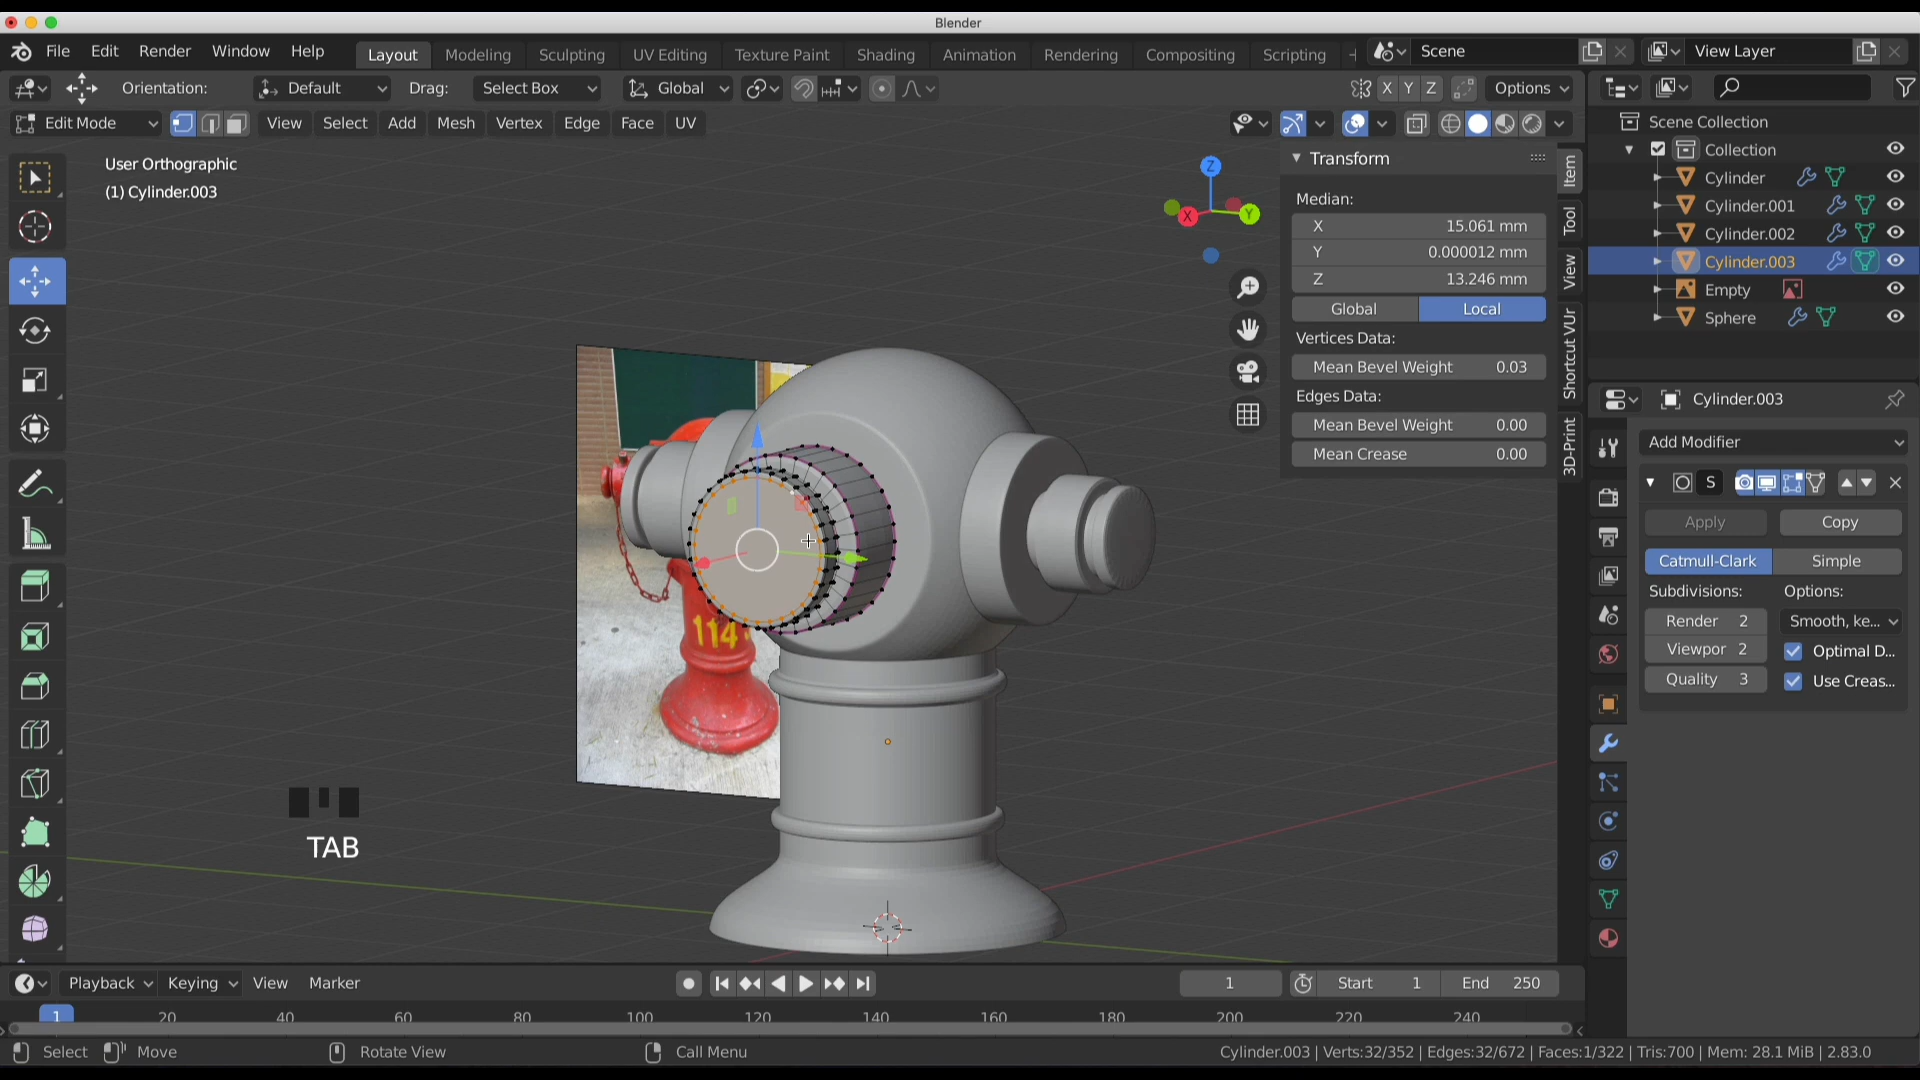 Blender
File Edit Render Window Help Layout Modeling Sculpting UV Editing Texture Paint Shading Animation Rendering Compositing Scripting Scene View Layer
Orientation: Default Drag: Select Box Global X Y Z Options
Edit Mode View Select Add Mesh Vertex Edge Face UV
User Orthographic
(1) Cylinder.003
Z
X
Y
Transform
Median:
X 15.061 mm
Y 0.000012 mm
Z 13.246 mm
Global Local
Vertices Data:
Mean Bevel Weight 0.03
Edges Data:
Mean Bevel Weight 0.00
Mean Crease 0.00
Item
Tool
View
Shortcut VUr
3D-Print
Scene Collection
Collection
Cylinder
Cylinder.001
Cylinder.002
Cylinder.003
Empty
Sphere
Cylinder.003
Add Modifier
S
Apply Copy
Catmull-Clark Simple
Subdivisions: Options:
Render 2 Smooth, ke...
Viewpor 2 Optimal D...
Quality 3 Use Creas...
114
TAB
Playback Keying View Marker 1 Start 1 End 250
1 20 40 60 80 100 120 140 160 180 200 220 240
Select Move Rotate View Call Menu Cylinder.003 | Verts:32/352 | Edges:32/672 | Faces:1/322 | Tris:700 | Mem: 28.1 MiB | 2.83.0